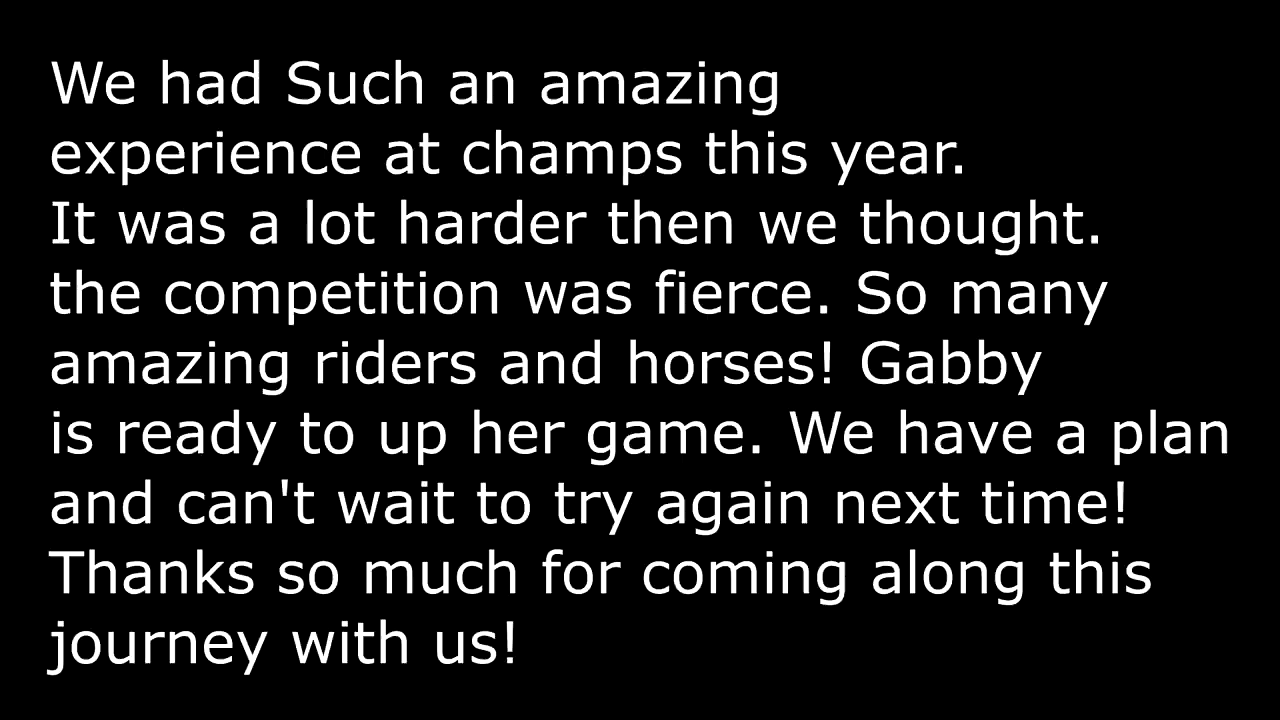 We had Such an amazing
experience at champs this year.
It was a lot harder then we thought.
the competition was fierce. So many
amazing riders and horses! Gabby
is ready to up her game. We have a plan
and can't wait to try again next time!
Thanks so much for coming along this
journey with us!